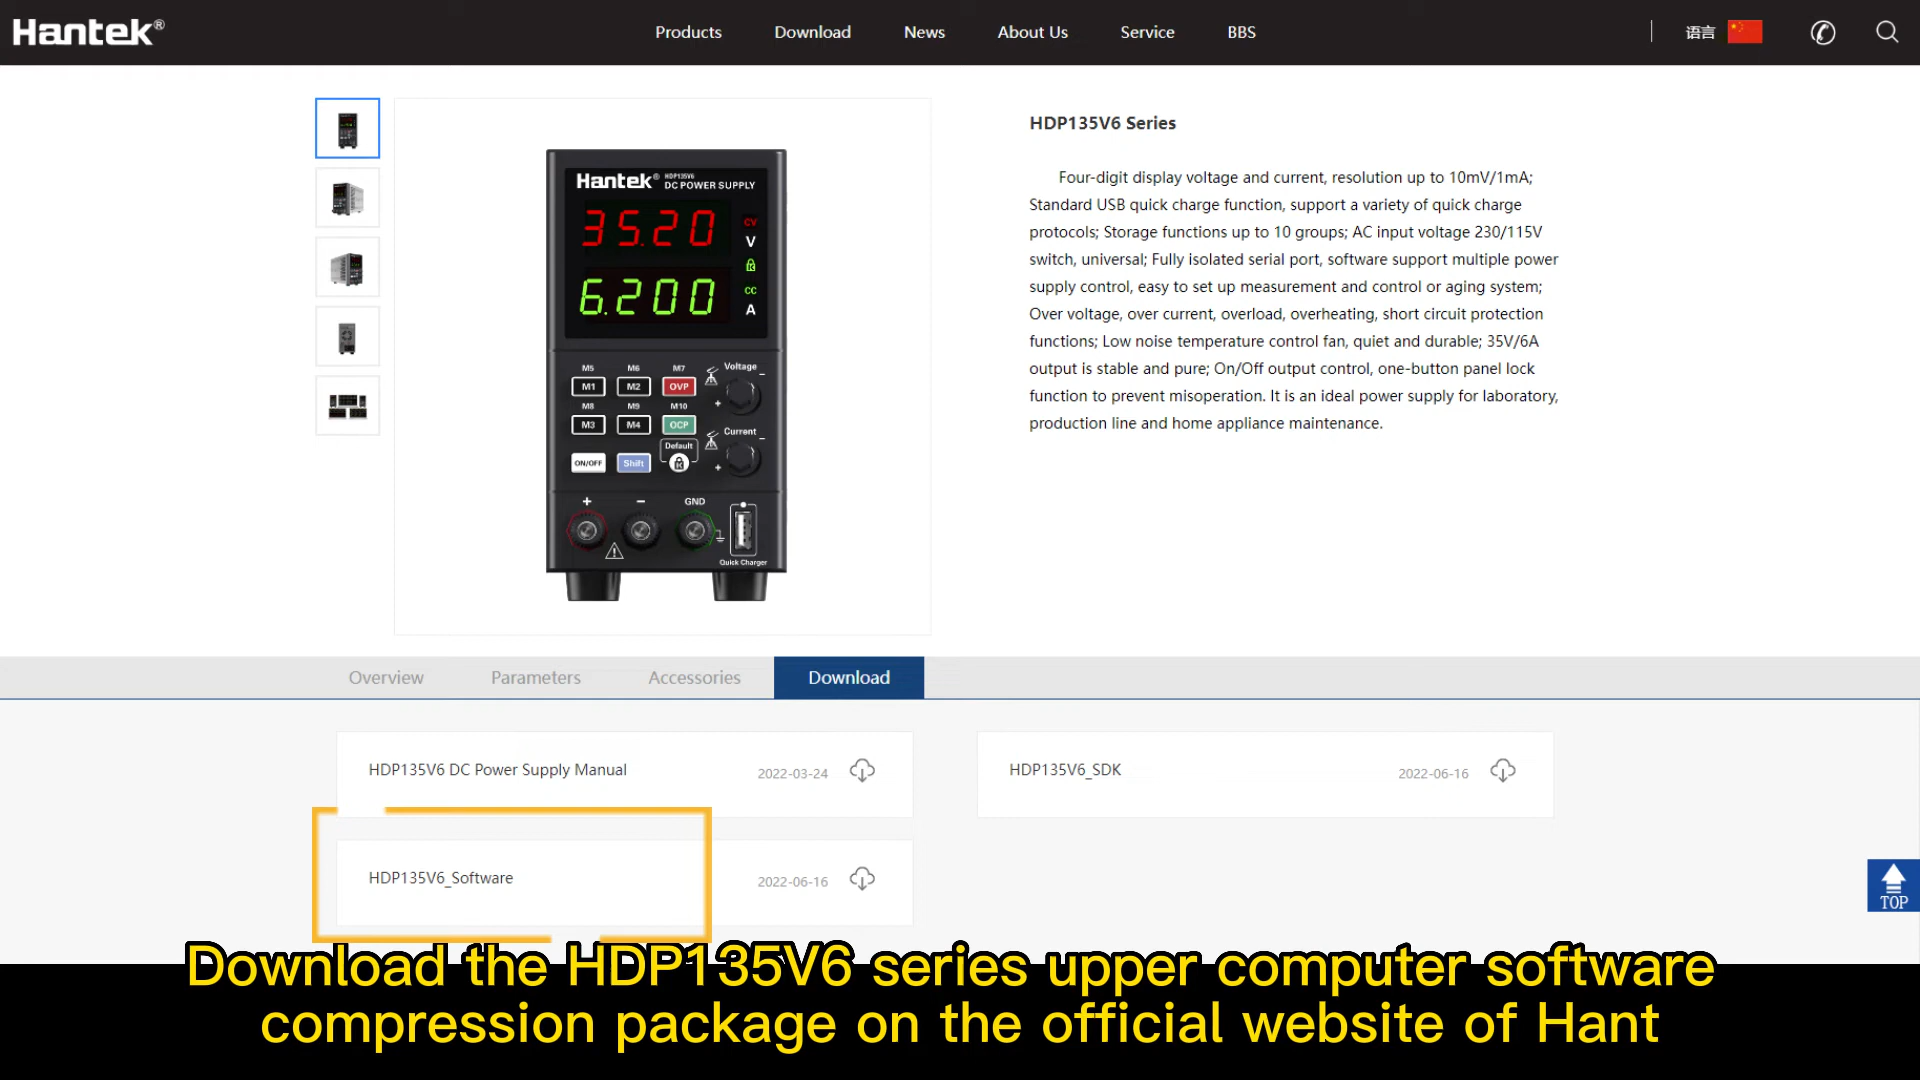 Hantek®
Products Download News About Us Service BBS
语言
HDP135V6 Series
Four-digit display voltage and current, resolution up to 10mV/1mA;
Standard USB quick charge function, support a variety of quick charge
protocols; Storage functions up to 10 groups; AC input voltage 230/115V
switch, universal; Fully isolated serial port, software support multiple power
supply control, easy to set up measurement and control or aging system;
Over voltage, over current, overload, overheating, short circuit protection
functions; Low noise temperature control fan, quiet and durable; 35V/6A
output is stable and pure; On/Off output control, one-button panel lock
function to prevent misoperation. It is an ideal power supply for laboratory,
production line and home appliance maintenance.
Hantek® HDP135V6
DC POWER SUPPLY
35.20 CV
V
6.200 CC
A
M5 M6 M7 Voltage
M1 M2 OVP
M8 M9 M10
M3 M4 OCP Current
Default
ON/OFF Shift
+ − GND
Quick Charger
Overview Parameters Accessories Download
HDP135V6 DC Power Supply Manual 2022-03-24
HDP135V6_SDK 2022-06-16
HDP135V6_Software 2022-06-16
TOP
Download the HDP135V6 series upper computer software
compression package on the official website of Hant